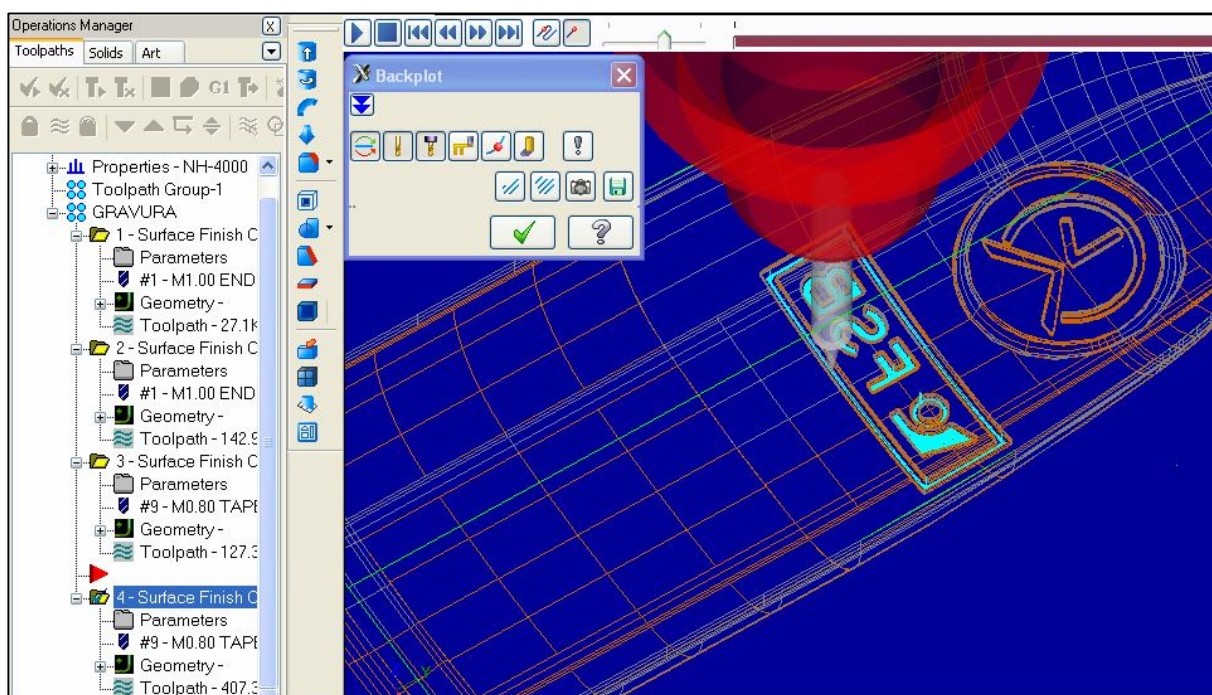 Operations Manager
Toolpaths Solids Art
G1
Properties - NH-4000
Toolpath Group-1
GRAVURA
1 - Surface Finish C
Parameters
#1 - M1.00 END
Geometry -
Toolpath - 27.1K
2 - Surface Finish C
Parameters
#1 - M1.00 END
Geometry -
Toolpath - 142.9
3 - Surface Finish C
Parameters
#9 - M0.80 TAPE
Geometry -
Toolpath - 127.3
4 - Surface Finish C
Parameters
#9 - M0.80 TAPE
Geometry -
Toolpath - 407.3
Backplot